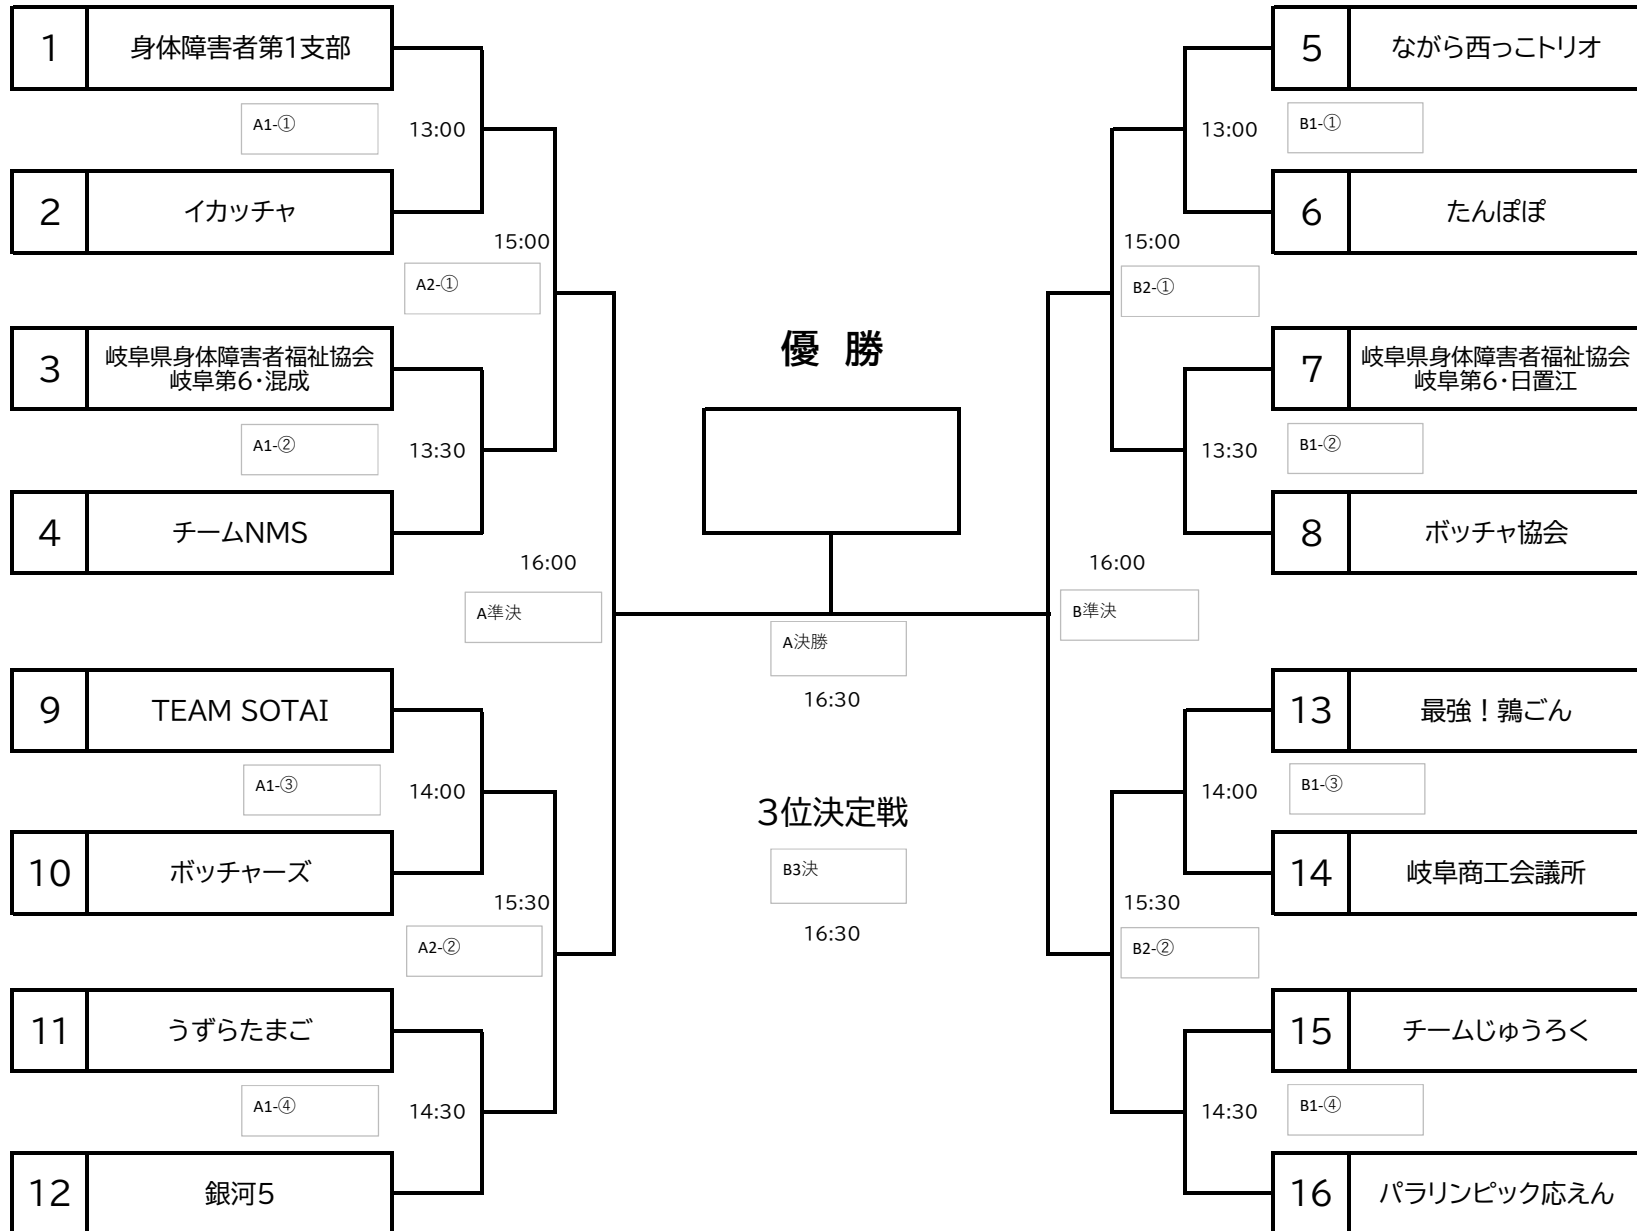 1 身体障害者第1支部
A1-① 13:00
2 イカッチャ
15:00
A2-①
3 岐阜県身体障害者福祉協会
岐阜第6・混成
A1-② 13:30
4 チームNMS
16:00
A準決
9 TEAM SOTAI
A1-③ 14:00
10 ボッチャーズ
15:30
A2-②
11 うずらたまご
A1-④ 14:30
12 銀河5
優 勝
A決勝
16:30
3位決定戦
B3決
16:30
5 ながら西っこトリオ
13:00 B1-①
6 たんぽぽ
15:00
B2-①
7 岐阜県身体障害者福祉協会
岐阜第6・日置江
13:30 B1-②
8 ボッチャ協会
16:00
B準決
13 最強！鶉ごん
14:00 B1-③
14 岐阜商工会議所
15:30
B2-②
15 チームじゅうろく
14:30 B1-④
16 パラリンピック応えん